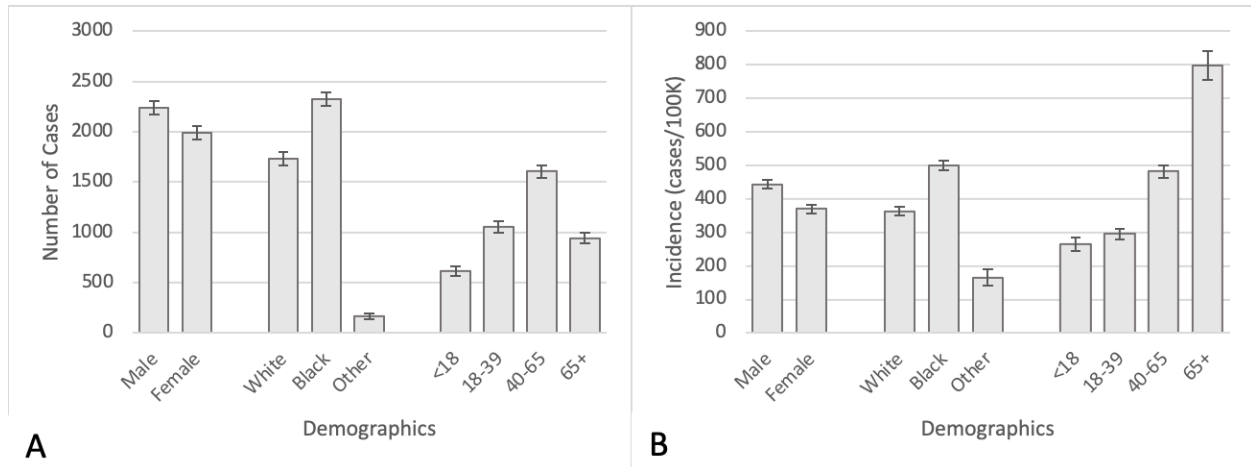 3000
2500
2000
1500
1000
500
0
Number of Cases
Male
Female
White
Black
Other
<18
18-39
40-65
65+
Demographics
A
900
800
700
600
500
400
300
200
100
0
Incidence (cases/100K)
Male
Female
White
Black
Other
<18
18-39
40-65
65+
Demographics
B